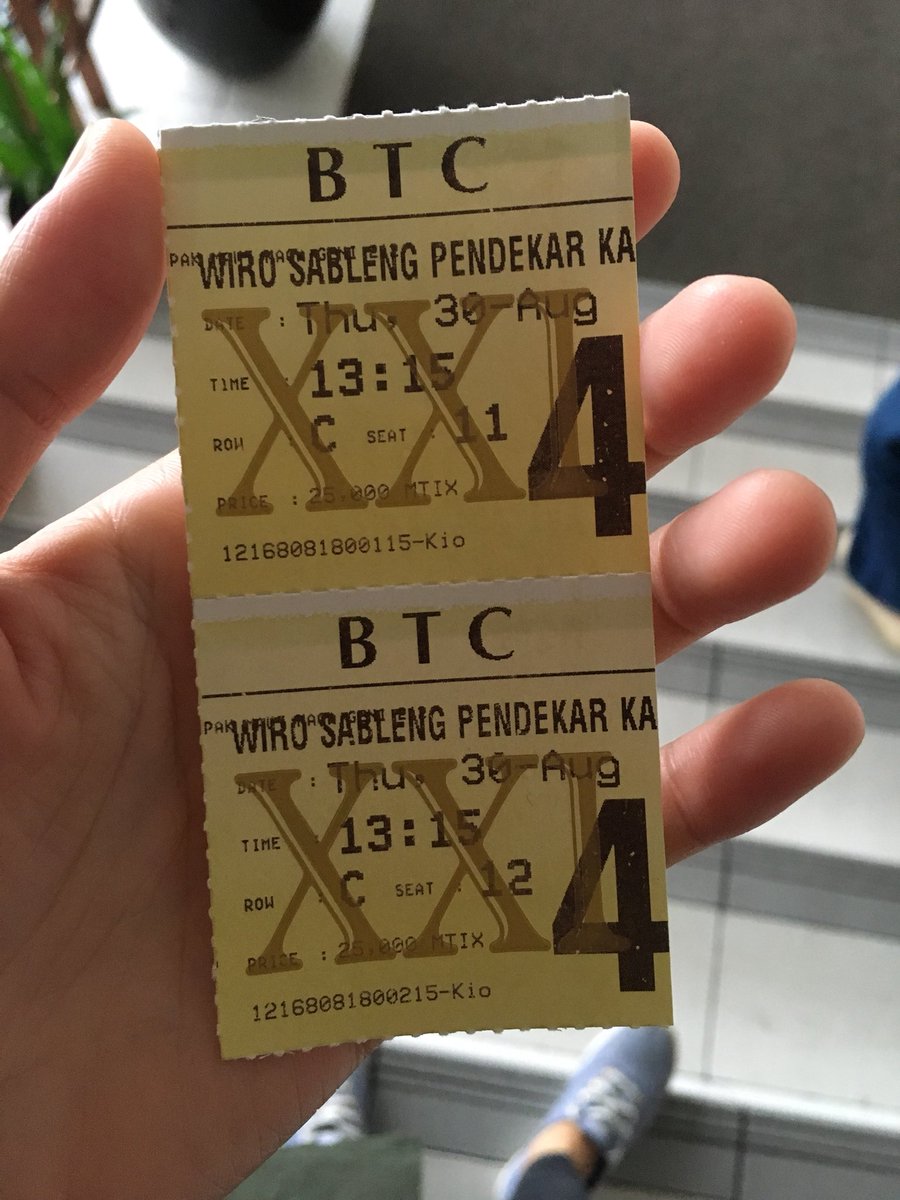 BTC
WIRO SABLENG PENDEKAR KA
DATE : Thu, 30-Aug
TIME : 13:15
ROW : C SEAT : 11
PRICE : 25,000 MTIX
XXI
4
12168081800115-Kio
BTC
WIRO SABLENG PENDEKAR KA
DATE : Thu, 30-Aug
TIME : 13:15
ROW : C SEAT : 12
PRICE : 25,000 MTIX
XXI
4
12168081800215-Kio